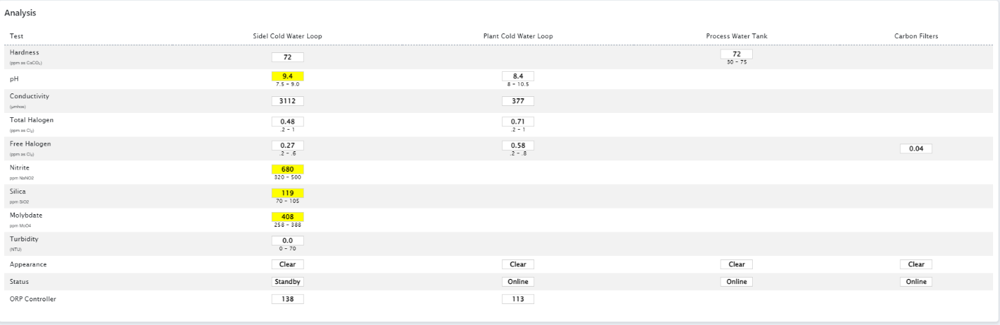 Analysis
Test Sidel Cold Water Loop Plant Cold Water Loop Process Water Tank Carbon Filters
Hardness
(ppm as CaCO₃) 72 72
30 - 75
pH 9.4 8.4
7.5 - 9.0 8 - 10.5
Conductivity
(µmhos) 3112 377
Total Halogen 0.48 0.71
(ppm as Cl₂) .2 - 1 .2 - 1
Free Halogen 0.27 0.58 0.04
(ppm as Cl₂) .2 - .6 .2 - .8
Nitrite 680
ppm NaNO2 320 - 500
Silica 119
ppm SiO2 70 - 105
Molybdate 408
ppm MoO4 258 - 388
Turbidity 0.0
(NTU) 0 - 70
Appearance Clear Clear Clear Clear
Status Standby Online Online Online
ORP Controller 138 113